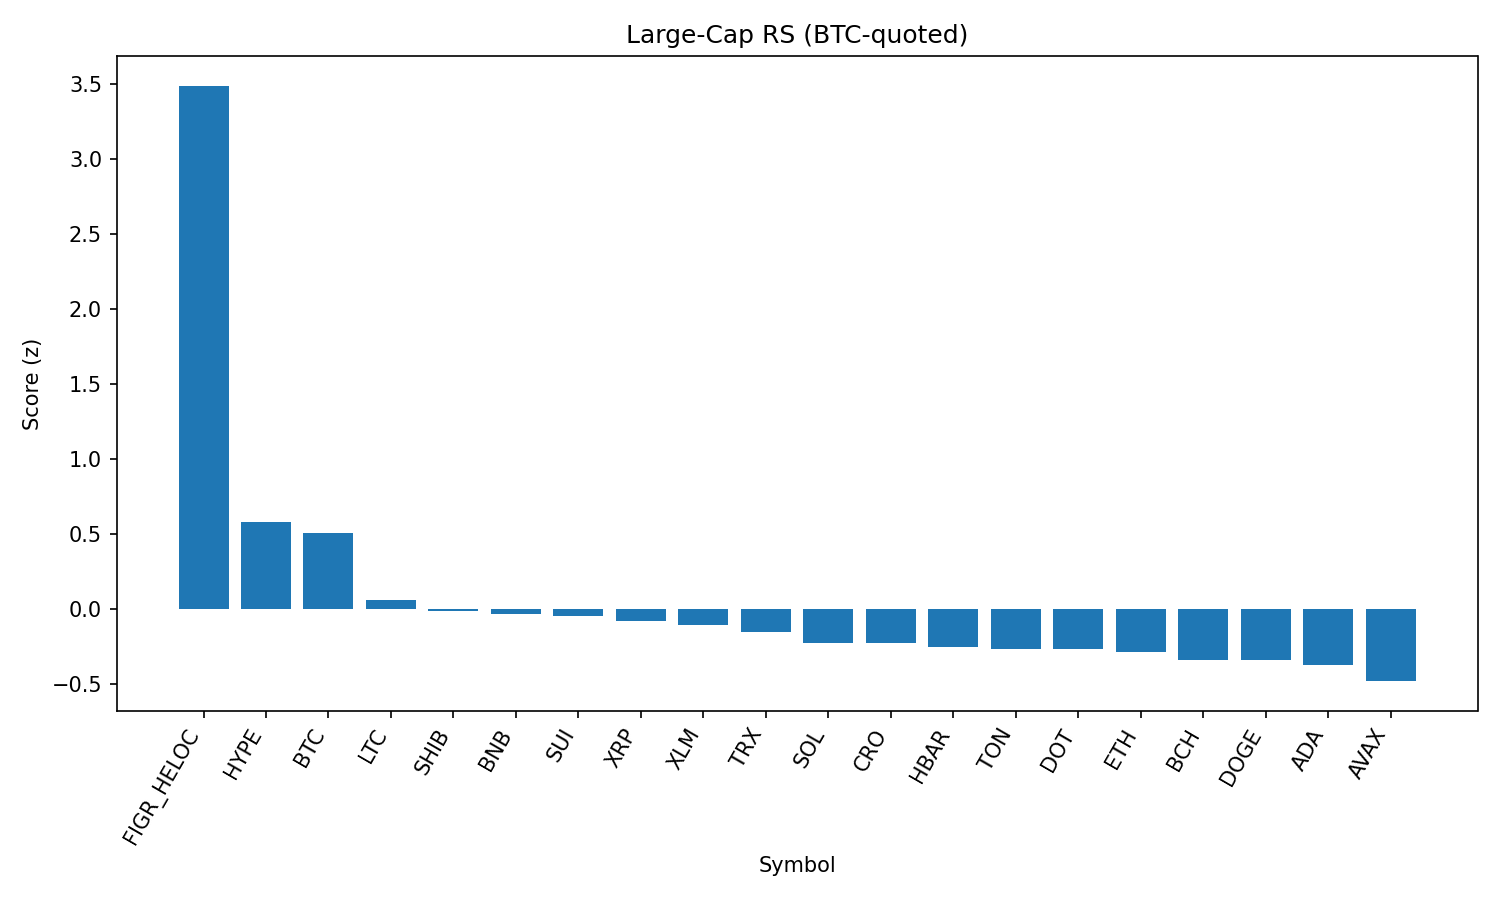 Large-Cap RS (BTC-quoted)
Score (z)
3.5
3.0
2.5
2.0
1.5
1.0
0.5
0.0
−0.5
FIGR_HELOC
HYPE
BTC
LTC
SHIB
BNB
SUI
XRP
XLM
TRX
SOL
CRO
HBAR
TON
DOT
ETH
BCH
DOGE
ADA
AVAX
Symbol